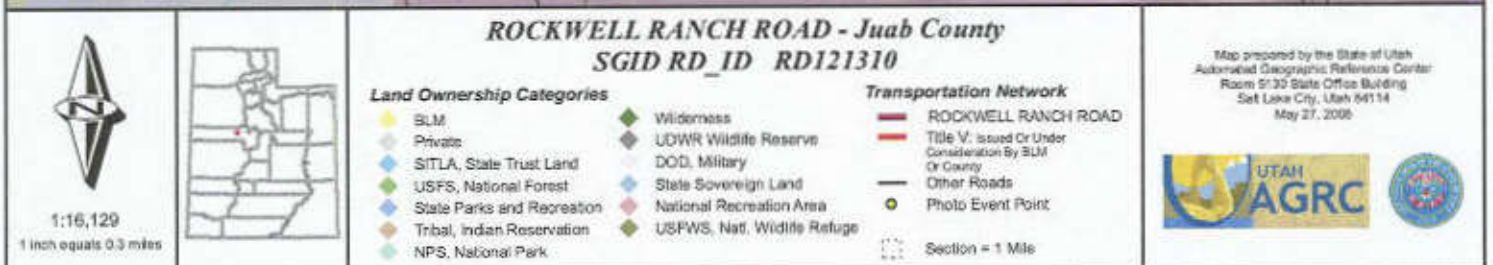 ROCKWELL RANCH ROAD - Juab County
SGID RD_ID RD121310
N
1:16,129
1 inch equals 0.3 miles
Land Ownership Categories
BLM
Private
SITLA, State Trust Land
USFS, National Forest
State Parks and Recreation
Tribal, Indian Reservation
NPS, National Park
Wilderness
UDWR Wildlife Reserve
DOD, Military
State Sovereign Land
National Recreation Area
USFWS, Natl. Wildlife Refuge
Transportation Network
ROCKWELL RANCH ROAD
Title V: Issued Or Under
Consideration By BLM
Or County
Other Roads
Photo Event Point
Section = 1 Mile
Map prepared by the State of Utah
Automated Geographic Reference Center
Room 5130 State Office Building
Salt Lake City, Utah 84114
May 27,
UTAH
AGRC